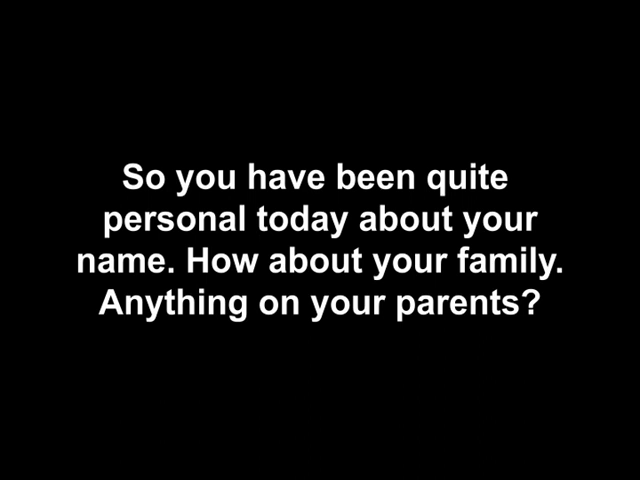 So you have been quite
personal today about your
name. How about your family.
Anything on your parents?